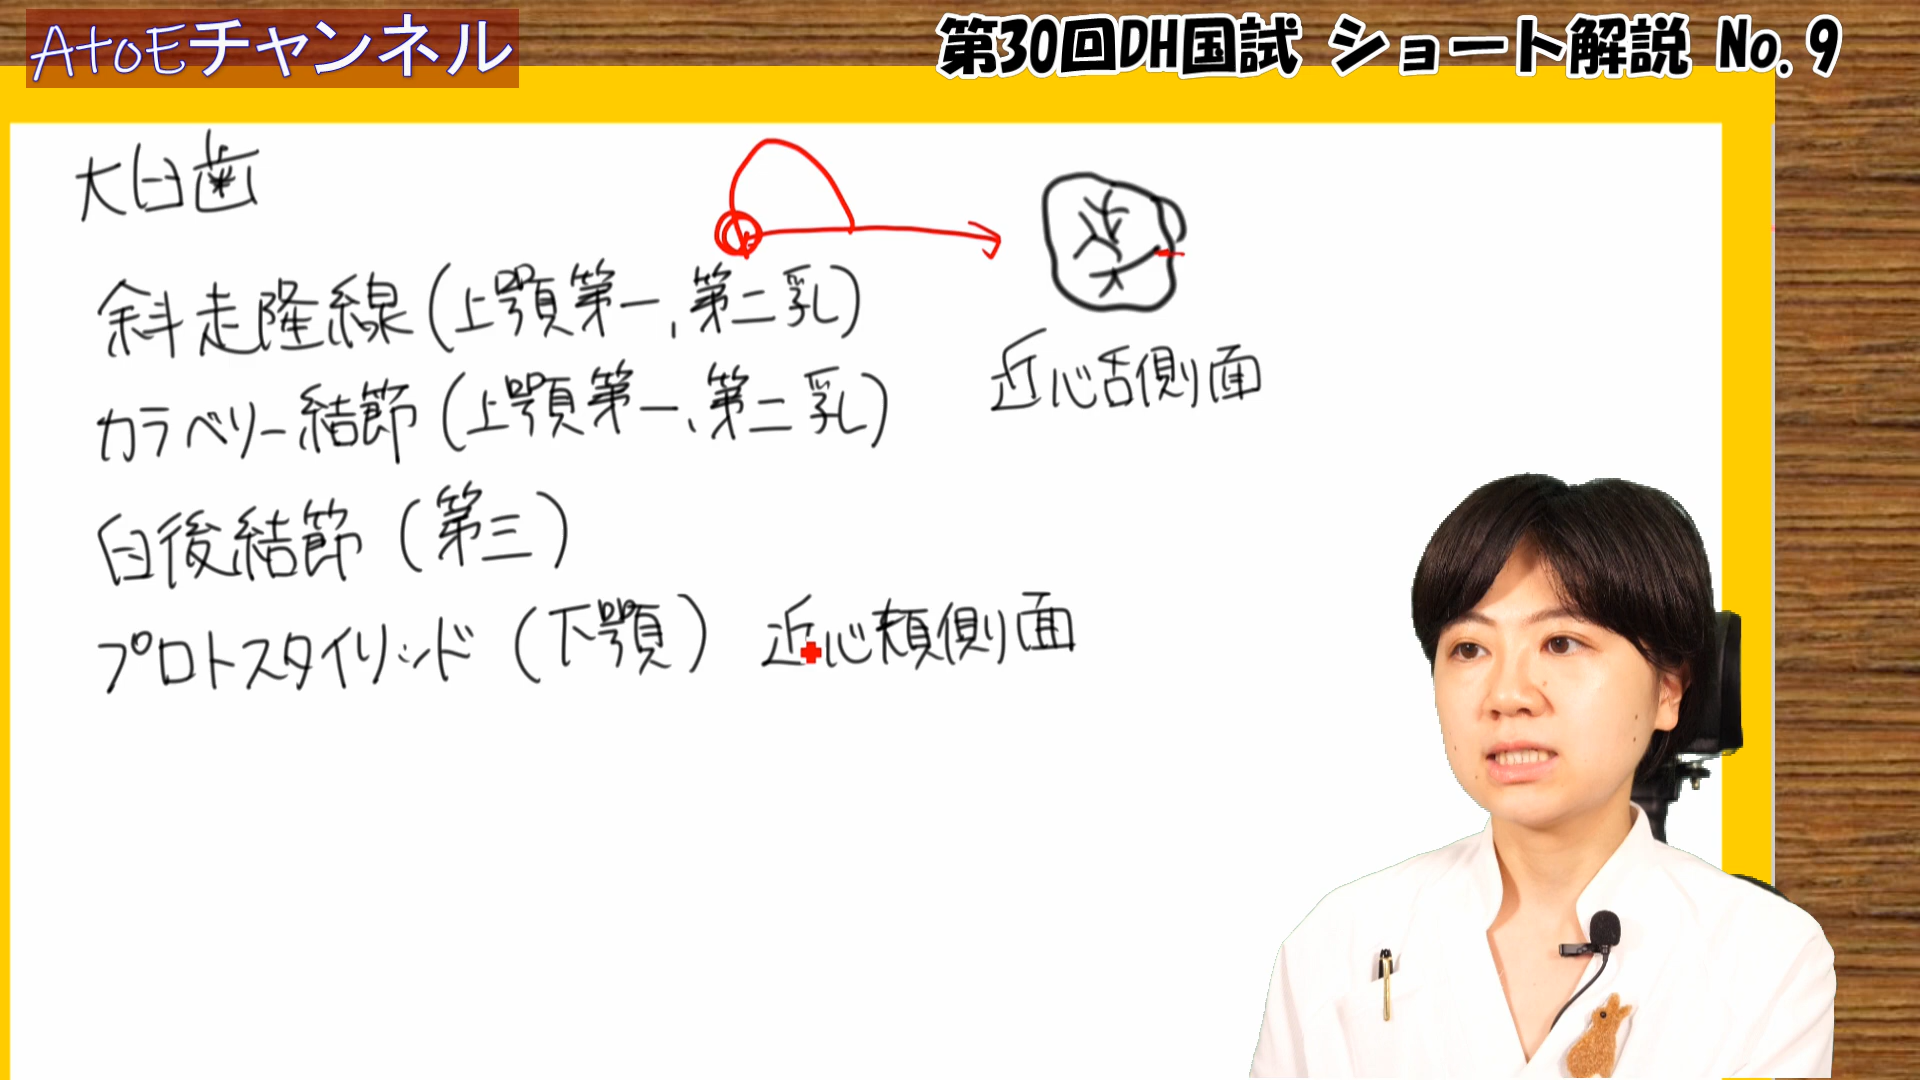 AtoEチャンネル
第30回DH国試 ショート解説 No.9
大臼歯
斜走隆線(上顎第一、第二乳)
カラベリー結節(上顎第一、第二乳)
近心舌側面
臼後結節(第三)
プロトスタイリッド(下顎) 近心頬側面